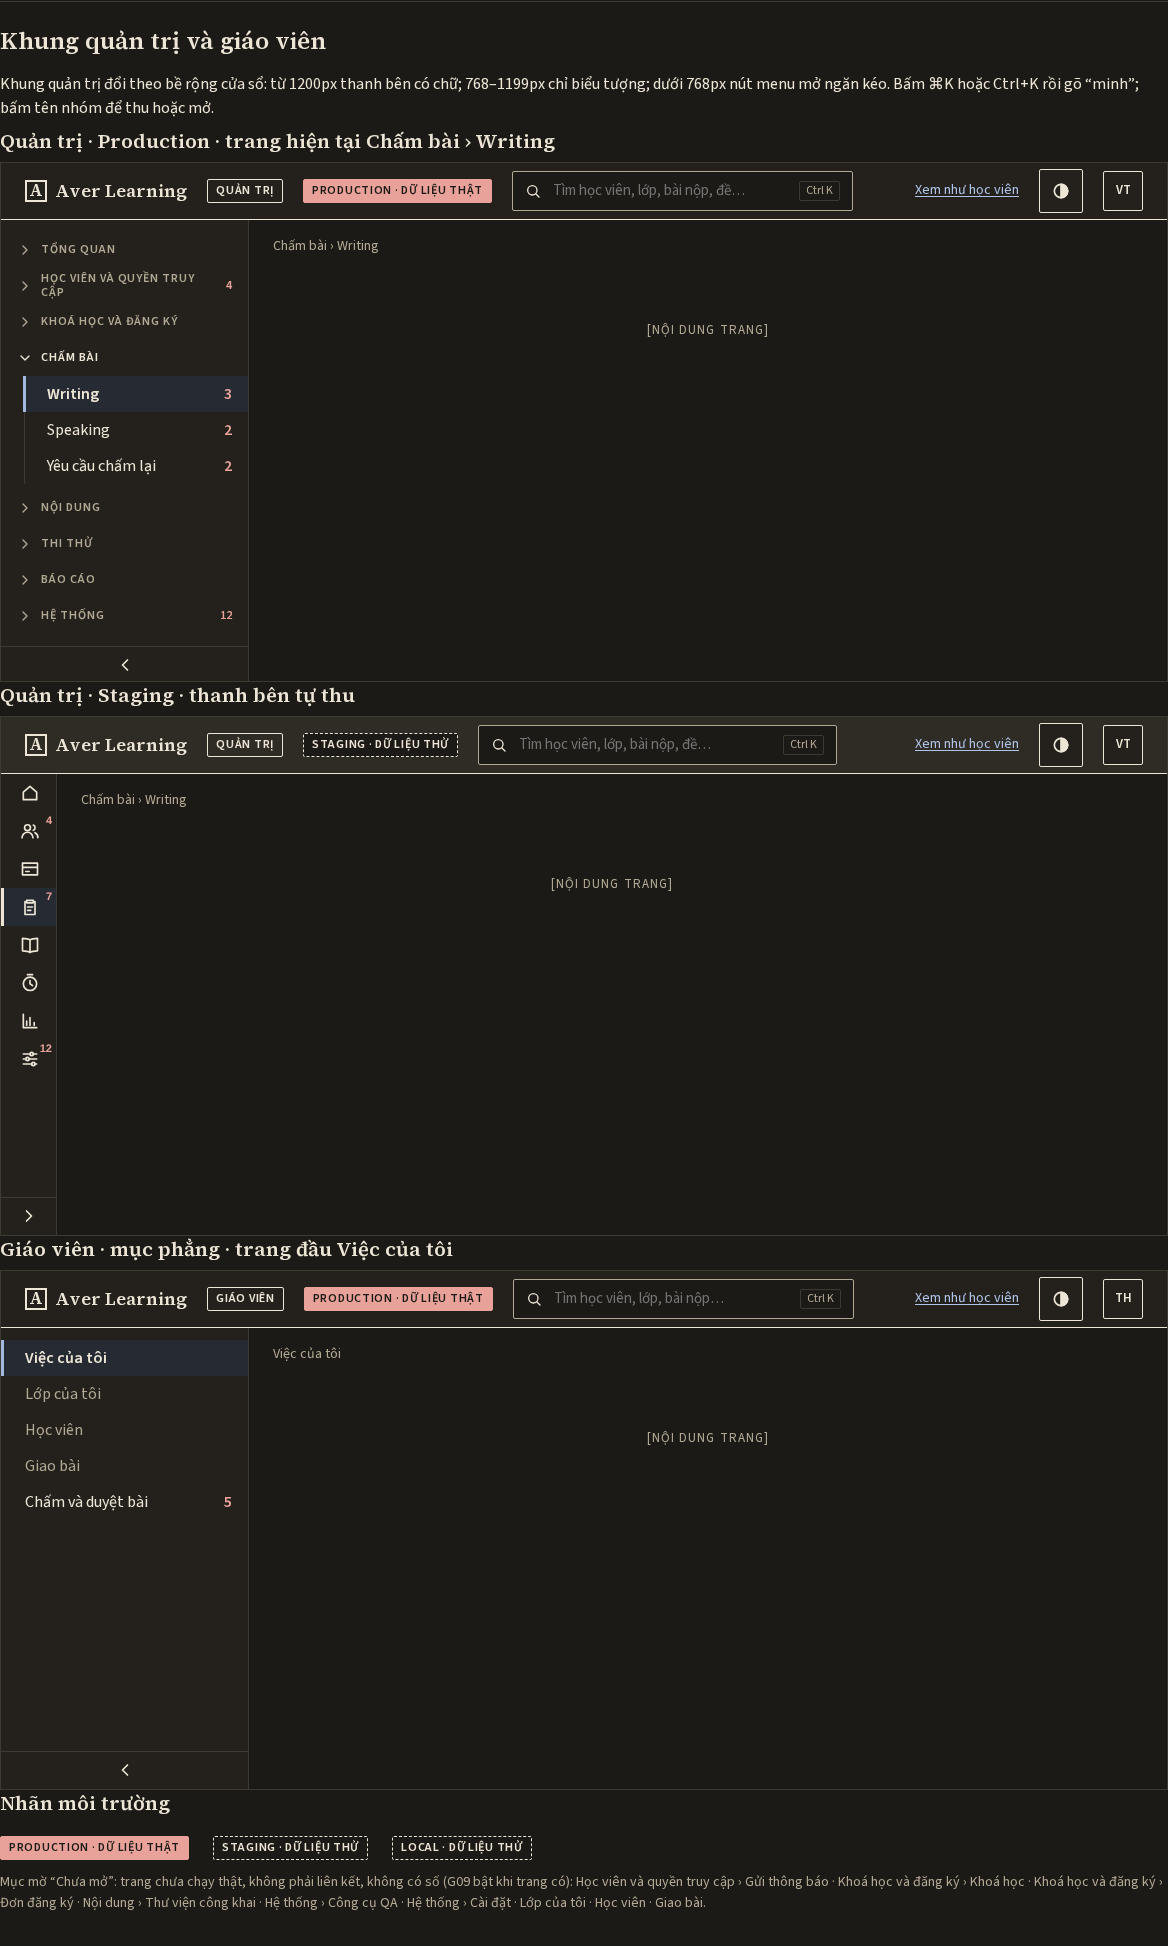 Khung quản trị và giáo viên
Khung quản trị đổi theo bề rộng cửa sổ: từ 1200px thanh bên có chữ; 768–1199px chỉ biểu tượng; dưới 768px nút menu mở ngăn kéo. Bấm ⌘K hoặc Ctrl+K rồi gõ “minh”;
bấm tên nhóm để thu hoặc mở.
Quản trị · Production · trang hiện tại Chấm bài › Writing
A Aver Learning QUẢN TRỊ PRODUCTION · DỮ LIỆU THẬT Tìm học viên, lớp, bài nộp, đề… Ctrl K Xem như học viên VT
TỔNG QUAN
Chấm bài › Writing
HỌC VIÊN VÀ QUYỀN TRUY
CẬP
4
KHOÁ HỌC VÀ ĐĂNG KÝ
[NỘI DUNG TRANG]
CHẤM BÀI
Writing 3
Speaking 2
Yêu cầu chấm lại 2
NỘI DUNG
THI THỬ
BÁO CÁO
HỆ THỐNG 12
Quản trị · Staging · thanh bên tự thu
A Aver Learning QUẢN TRỊ STAGING · DỮ LIỆU THỬ Tìm học viên, lớp, bài nộp, đề… Ctrl K Xem như học viên VT
Chấm bài › Writing
4
[NỘI DUNG TRANG]
7
12
Giáo viên · mục phẳng · trang đầu Việc của tôi
A Aver Learning GIÁO VIÊN PRODUCTION · DỮ LIỆU THẬT Tìm học viên, lớp, bài nộp… Ctrl K Xem như học viên TH
Việc của tôi
Việc của tôi
Lớp của tôi
Học viên
[NỘI DUNG TRANG]
Giao bài
Chấm và duyệt bài 5
Nhãn môi trường
PRODUCTION · DỮ LIỆU THẬT STAGING · DỮ LIỆU THỬ LOCAL · DỮ LIỆU THỬ
Mục mờ “Chưa mở”: trang chưa chạy thật, không phải liên kết, không có số (G09 bật khi trang có): Học viên và quyền truy cập › Gửi thông báo · Khoá học và đăng ký › Khoá học · Khoá học và đăng ký ›
Đơn đăng ký · Nội dung › Thư viện công khai · Hệ thống › Công cụ QA · Hệ thống › Cài đặt · Lớp của tôi · Học viên · Giao bài.